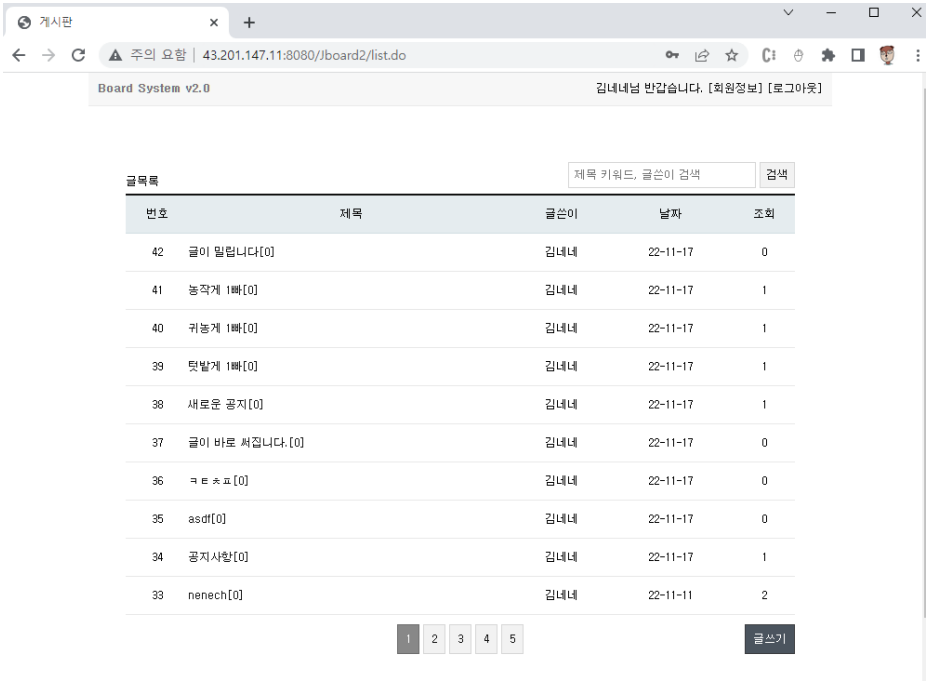 게시판
주의 요함 | 43.201.147.11:8080/Jboard2/list.do
Board System v2.0 김네네님 반갑습니다. [회원정보] [로그아웃]
글목록 제목 키워드, 글쓴이 검색 검색
번호 제목 글쓴이 날짜 조회
42 글이 밀립니다[0] 김네네 22-11-17 0
41 농작게 1빠[0] 김네네 22-11-17 1
40 귀농게 1빠[0] 김네네 22-11-17 1
39 텃밭게 1빠[0] 김네네 22-11-17 1
38 새로운 공지[0] 김네네 22-11-17 1
37 글이 바로 써집니다.[0] 김네네 22-11-17 0
36 ㅋㅌㅊㅍ[0] 김네네 22-11-17 0
35 asdf[0] 김네네 22-11-17 0
34 공지사항[0] 김네네 22-11-17 1
33 nenech[0] 김네네 22-11-11 2
1 2 3 4 5 글쓰기